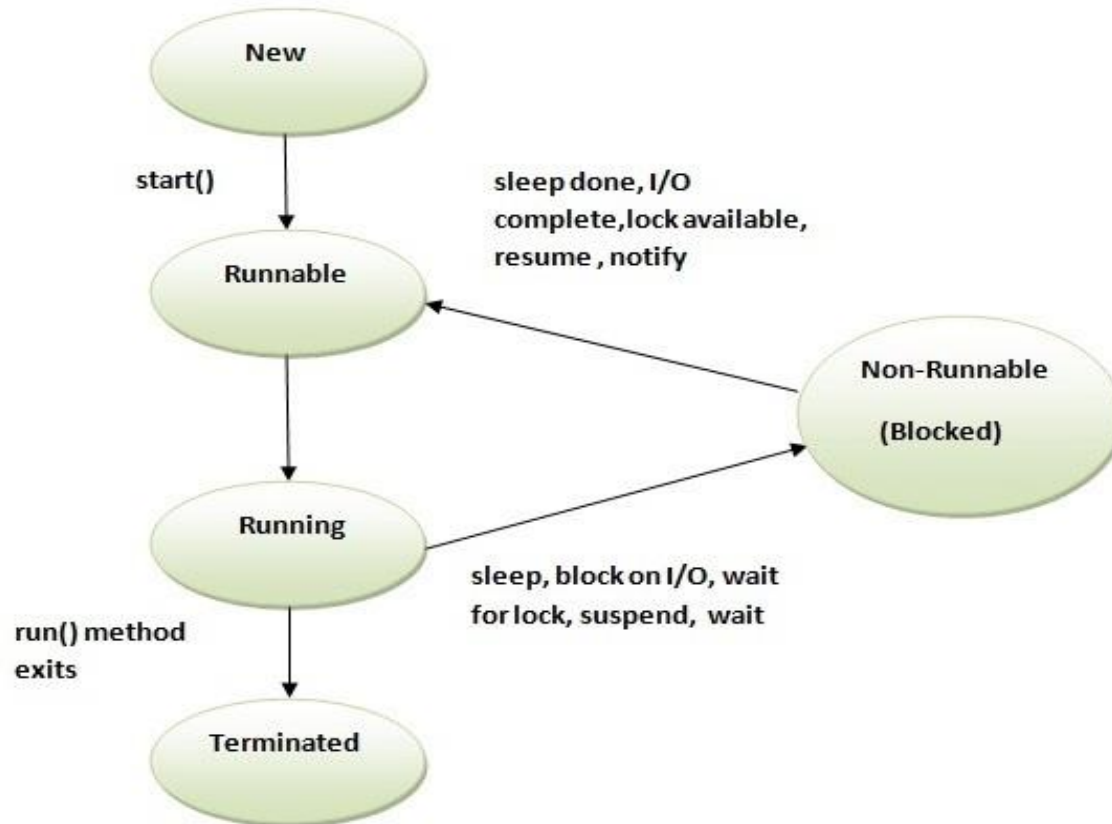 New
start()
sleep done, I/O
complete,lock available,
resume , notify
Runnable
Non-Runnable
(Blocked)
Running
sleep, block on I/O, wait
for lock, suspend, wait
run() method
exits
Terminated